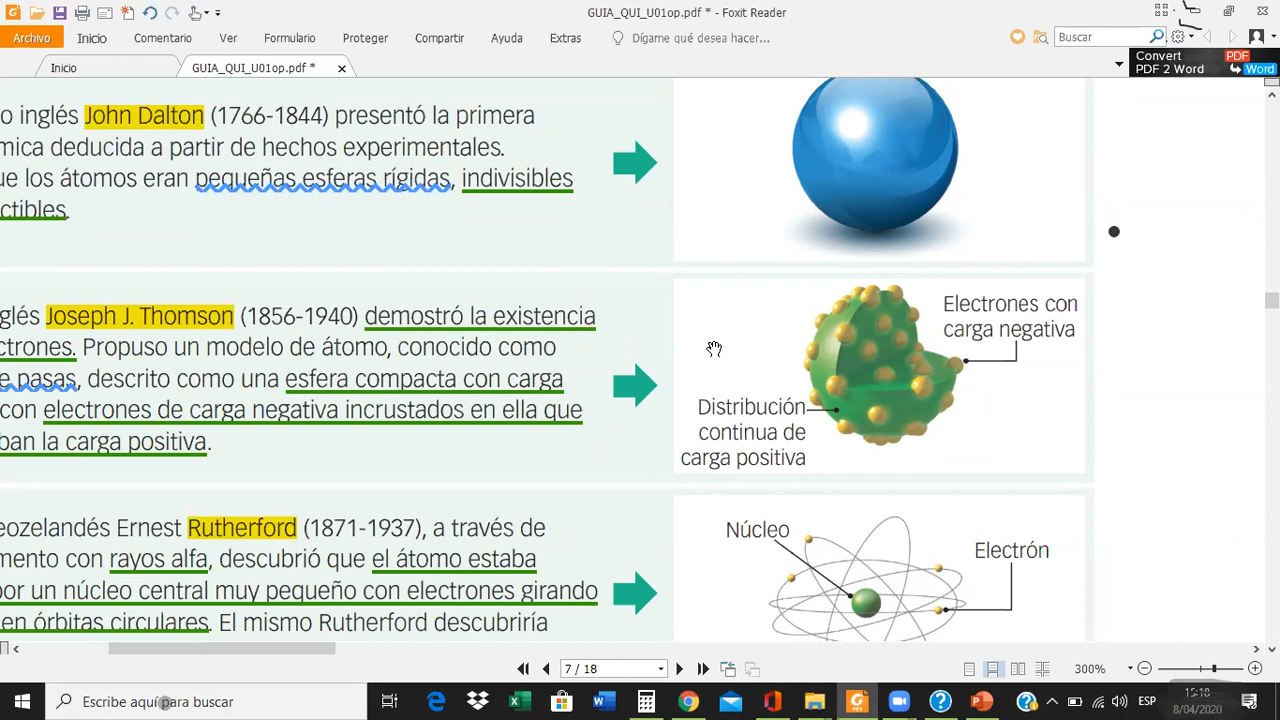 GUIA_QUI_U01op.pdf * - Foxit Reader
Archivo Inicio Comentario Ver Formulario Proteger Compartir Ayuda Extras Dígame qué desea hacer... Buscar
Inicio GUIA_QUI_U01op.pdf *
Convert PDF
PDF 2 Word Word
o inglés John Dalton (1766-1844) presentó la primera
mica deducida a partir de hechos experimentales.
ue los átomos eran pequeñas esferas rígidas, indivisibles
ctibles.
glés Joseph J. Thomson (1856-1940) demostró la existencia
ctrones. Propuso un modelo de átomo, conocido como
e pasas, descrito como una esfera compacta con carga
con electrones de carga negativa incrustados en ella que
ban la carga positiva.
Electrones con
carga negativa
Distribución
continua de
carga positiva
eozelandés Ernest Rutherford (1871-1937), a través de
mento con rayos alfa, descubrió que el átomo estaba
por un núcleo central muy pequeño con electrones girando
en órbitas circulares. El mismo Rutherford descubriría
Núcleo
Electrón
7 / 18
300%
Escribe aquí para buscar
ESP
15:18
8/04/2020